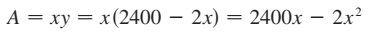 A = xy = x(2400 − 2x) = 2400x − 2x²